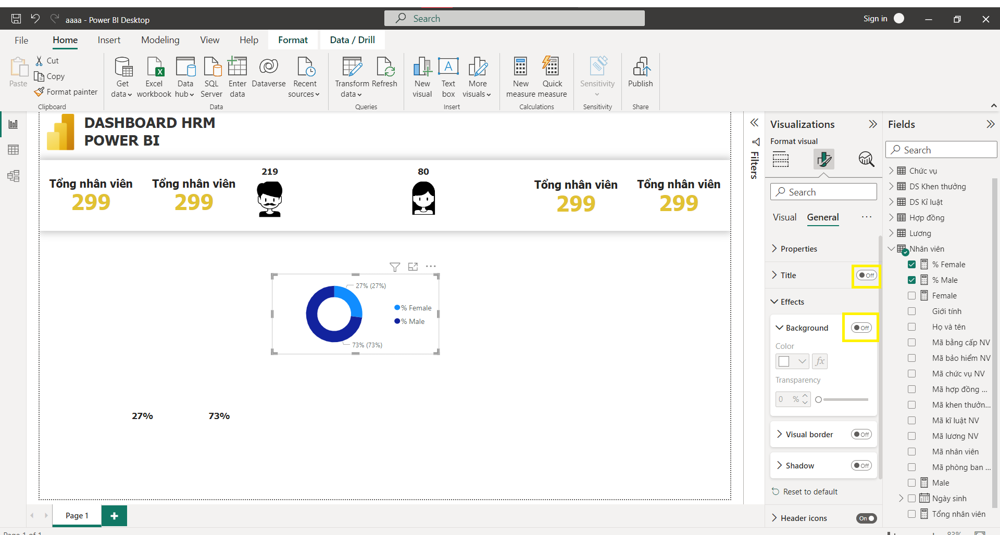 aaaa - Power BI Desktop
Search
Sign in
File Home Insert Modeling View Help Format Data / Drill
Paste
Cut
Copy
Format painter
Clipboard
Get data
Excel workbook
Data hub
SQL Server
Enter data
Dataverse
Recent sources
Data
Transform data
Refresh
Queries
New visual
Text box
More visuals
Insert
New measure
Quick measure
Calculations
Sensitivity
Sensitivity
Publish
Share
DASHBOARD HRM
POWER BI
Tổng nhân viên
299
Tổng nhân viên
299
219
80
Tổng nhân viên
299
Tổng nhân viên
299
27% (27%)
% Female
% Male
73% (73%)
27%
73%
Page 1
Page 1 of 1
83%
Filters
Visualizations
Format visual
Search
Visual General
Properties
Title Off
Effects
Background Off
Color
fx
Transparency
0 %
Visual border Off
Shadow Off
Reset to default
Header icons On
Fields
Search
Chức vụ
DS Khen thưởng
DS Kỉ luật
Hợp đồng
Lương
Nhân viên
% Female
% Male
Female
Giới tính
Họ và tên
Mã bằng cấp NV
Mã bảo hiểm NV
Mã chức vụ NV
Mã hợp đồng ...
Mã khen thưởn...
Mã kĩ luật NV
Mã lương NV
Mã nhân viên
Mã phòng ban ...
Male
Ngày sinh
Tổng nhân viên